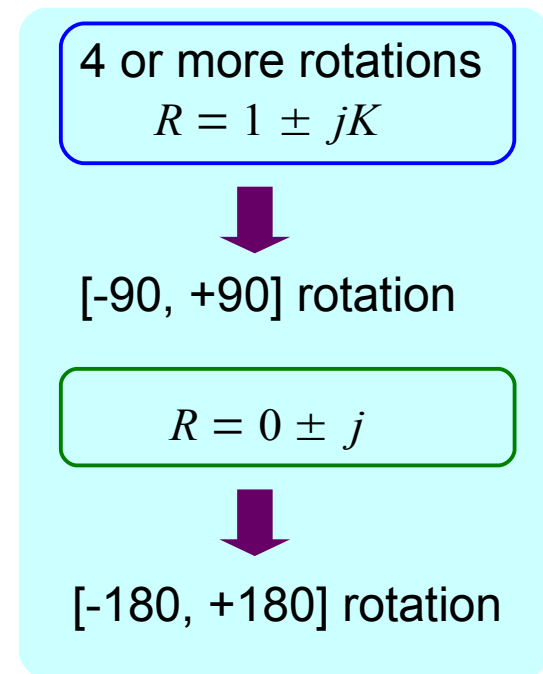 4 or more rotations
R = 1 ± jK
[-90, +90] rotation
R = 0 ± j
[-180, +180] rotation